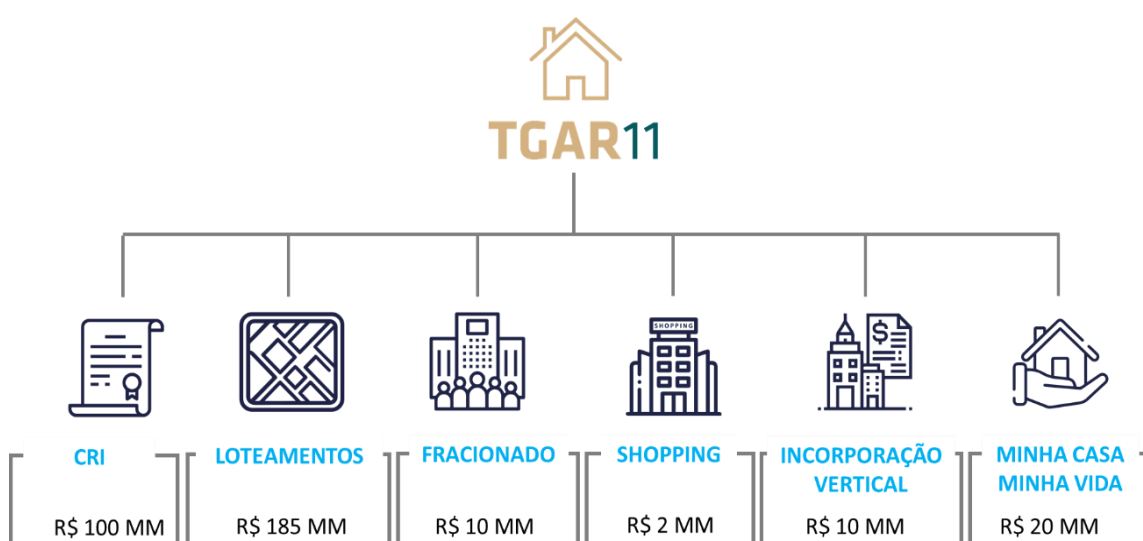 TGAR11
SHOPPING
$
CRI
LOTEAMENTOS
FRACIONADO
SHOPPING
INCORPORAÇÃO
VERTICAL
MINHA CASA
MINHA VIDA
R$ 100 MM
R$ 185 MM
R$ 10 MM
R$ 2 MM
R$ 10 MM
R$ 20 MM